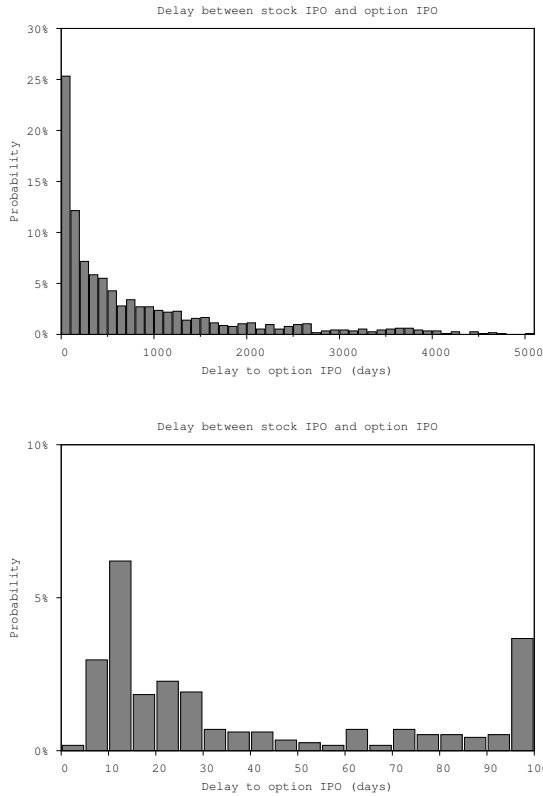 Delay between stock IPO and option IPO
30%
25%
20%
15%
10%
5%
0%
Probability
0 1000 2000 3000 4000 5000
Delay to option IPO (days)
Delay between stock IPO and option IPO
10%
5%
0%
Probability
0 10 20 30 40 50 60 70 80 90 10
Delay to option IPO (days)